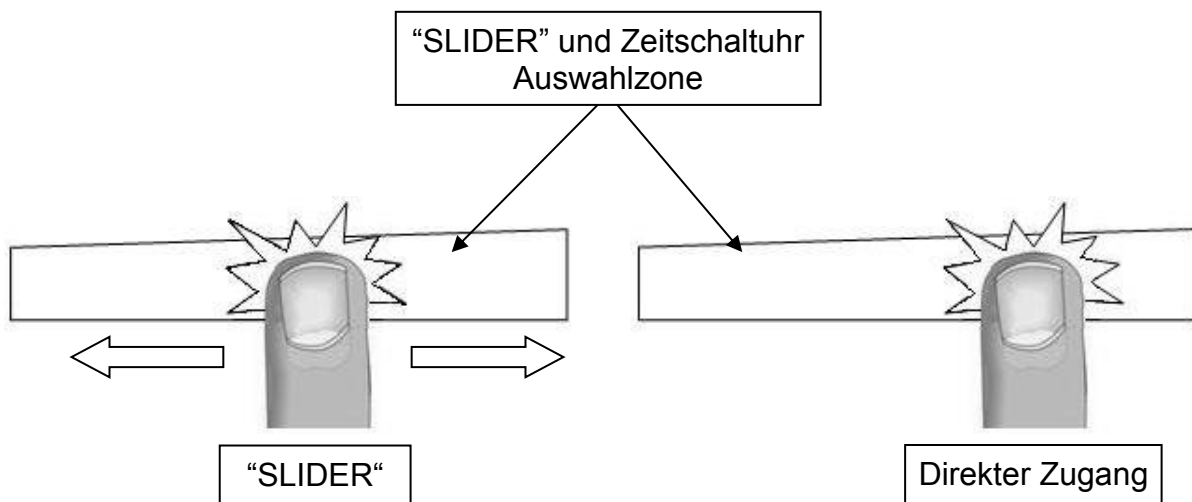 “SLIDER” und Zeitschaltuhr
Auswahlzone
“SLIDER“
Direkter Zugang